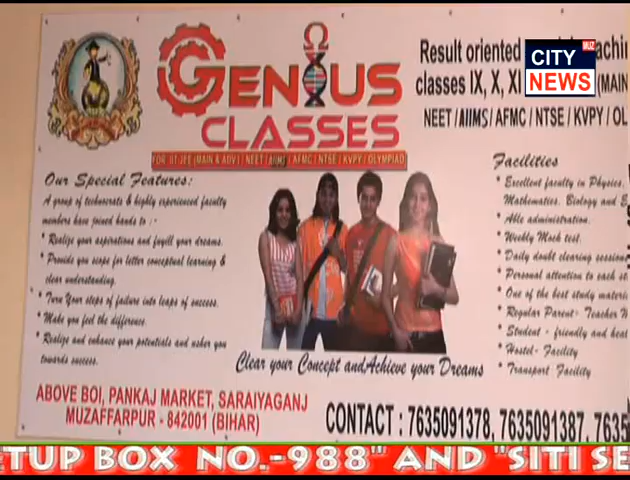 GENIUS
CLASSES
FOR IIT-JEE (MAIN & ADV) / NEET / AIIMS / AFMC / NTSE / KVPY / OLYMPIAD
Result oriented
classes IX, X, XI
(MAIN
NEET/AIIMS/AFMC/NTSE/KVPY/OL
CITY
NEWS
MUZ
Our Special Features:
A group of technocrats & highly experienced faculty
members have joined hands to :-
* Realize your aspirations and fuyill your dreams.
* Provide you scope for letter conceptual learning &
clear understanding.
* Turn Your steps of failure into leaps of success.
* Make you feel the difference.
* Realize and enhance your potentials and usher you
towards success.
Facilities
* Excellent faculty in Physics.
Mathematics. Biology and E
* Able administration.
* Weekly Mock test.
* Daily doubt clearing session
* Personal attention to each st
* One of the best study materi
* Regular Parent- Teacher
* Student - friendly and heal
* Hostel- Facility
* Transport Facility
Clear your Concept and Achieve your Dreams
ABOVE BOI, PANKAJ MARKET, SARAIYAGANJ
MUZAFFARPUR - 842001 (BIHAR)
CONTACT : 7635091378, 7635091387, 7635
ETUP BOX NO.-988" AND "SITI SE